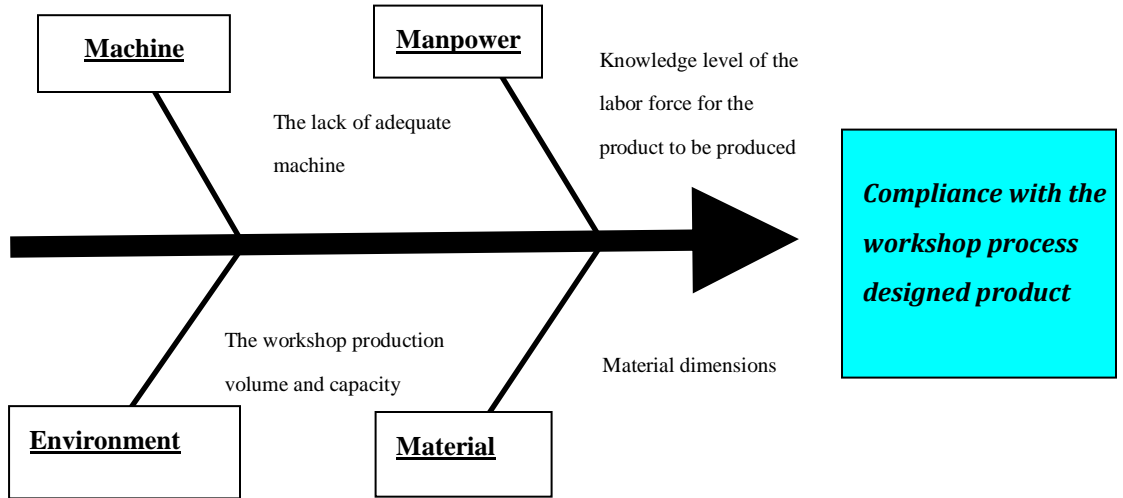 Machine
Manpower
The lack of adequate
machine
Knowledge level of the
labor force for the
product to be produced
Compliance with the
workshop process
designed product
The workshop production
volume and capacity
Material dimensions
Environment
Material